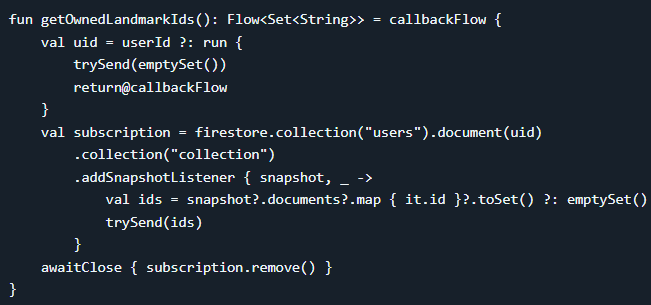 fun getOwnedLandmarkIds(): Flow<Set<String>> = callbackFlow {
    val uid = userId ?: run {
        trySend(emptySet())
        return@callbackFlow
    }
    val subscription = firestore.collection("users").document(uid)
        .collection("collection")
        .addSnapshotListener { snapshot, _ ->
            val ids = snapshot?.documents?.map { it.id }?.toSet() ?: emptySet()
            trySend(ids)
        }
    awaitClose { subscription.remove() }
}